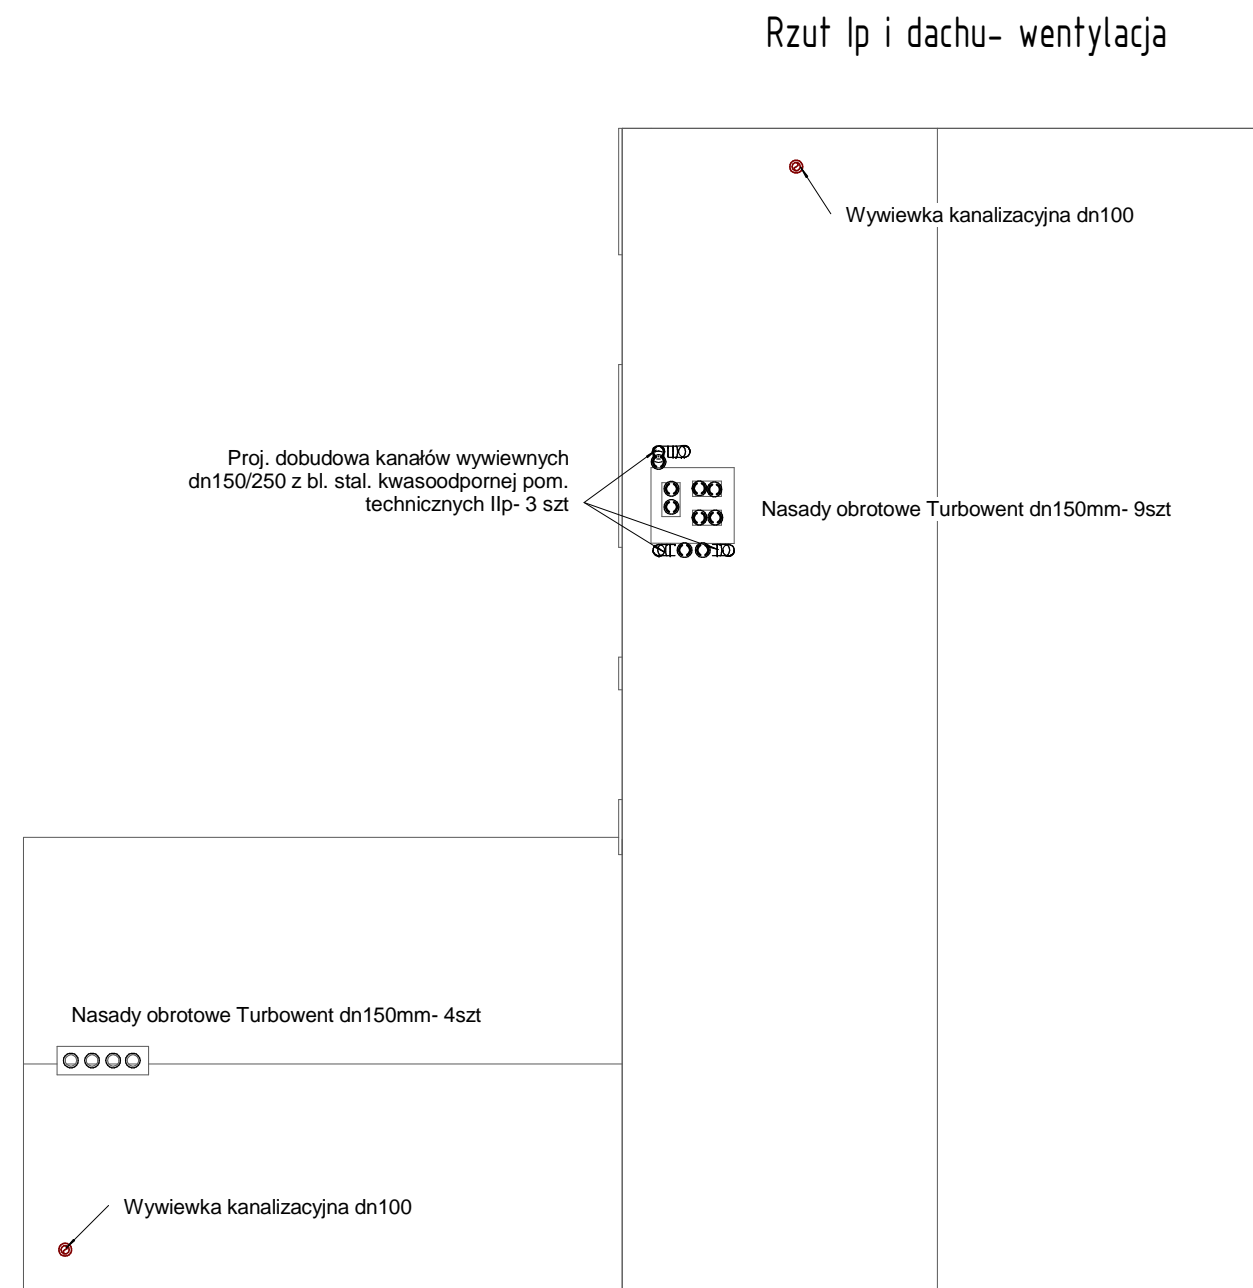 Rzut Ip i dachu- wentylacja
Wywiewka kanalizacyjna dn100
Proj. dobudowa kanałów wywiewnych
dn150/250 z bl. stal. kwasoodpornej pom.
technicznych IIp- 3 szt
Nasady obrotowe Turbowent dn150mm- 9szt
Nasady obrotowe Turbowent dn150mm- 4szt
Wywiewka kanalizacyjna dn100